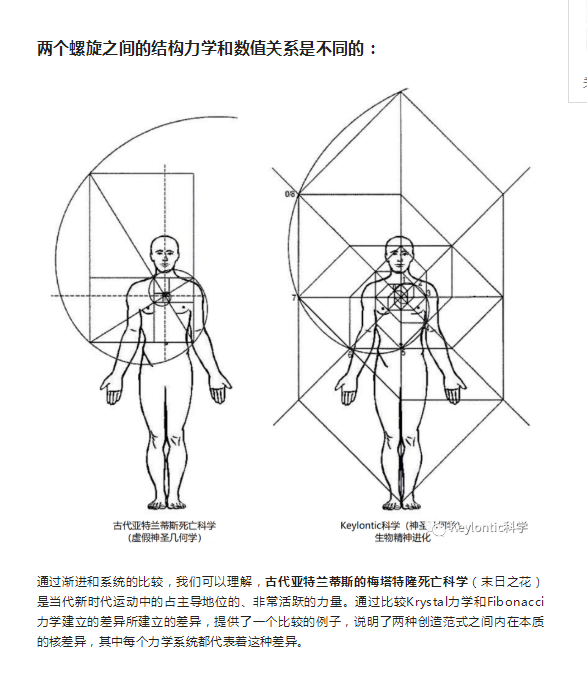 两个螺旋之间的结构力学和数值关系是不同的：
0/8
7
6
5
4
3
2
古代亚特兰蒂斯死亡科学
（虚假神圣几何学）
Keylontic科学（神圣几何学）
生物精神进化
Keylontic科学
通过渐进和系统的比较，我们可以理解，古代亚特兰蒂斯的梅塔特隆死亡科学（末日之花）
是当代新时代运动中的占主导地位的、非常活跃的力量。通过比较Krystal力学和Fibonacci
力学建立的差异所建立的差异，提供了一个比较的例子，说明了两种创造范式之间内在本质
的核差异，其中每个力学系统都代表着这种差异。